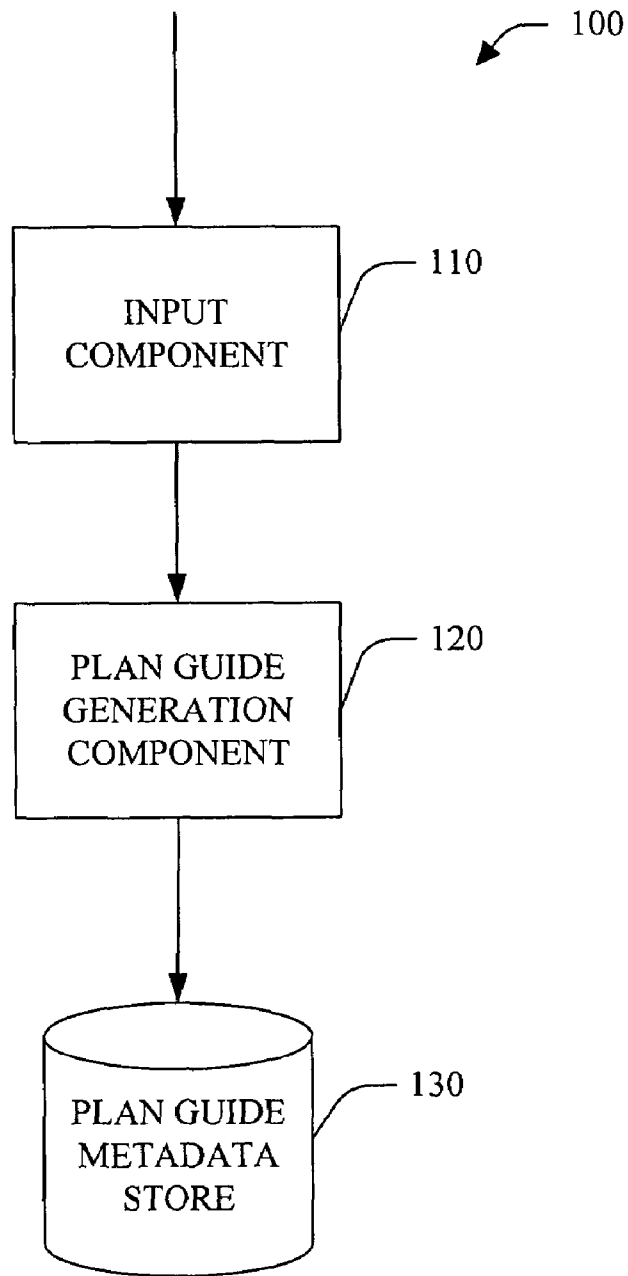 100
110
INPUT
COMPONENT
120
PLAN GUIDE
GENERATION
COMPONENT
130
PLAN GUIDE
METADATA
STORE